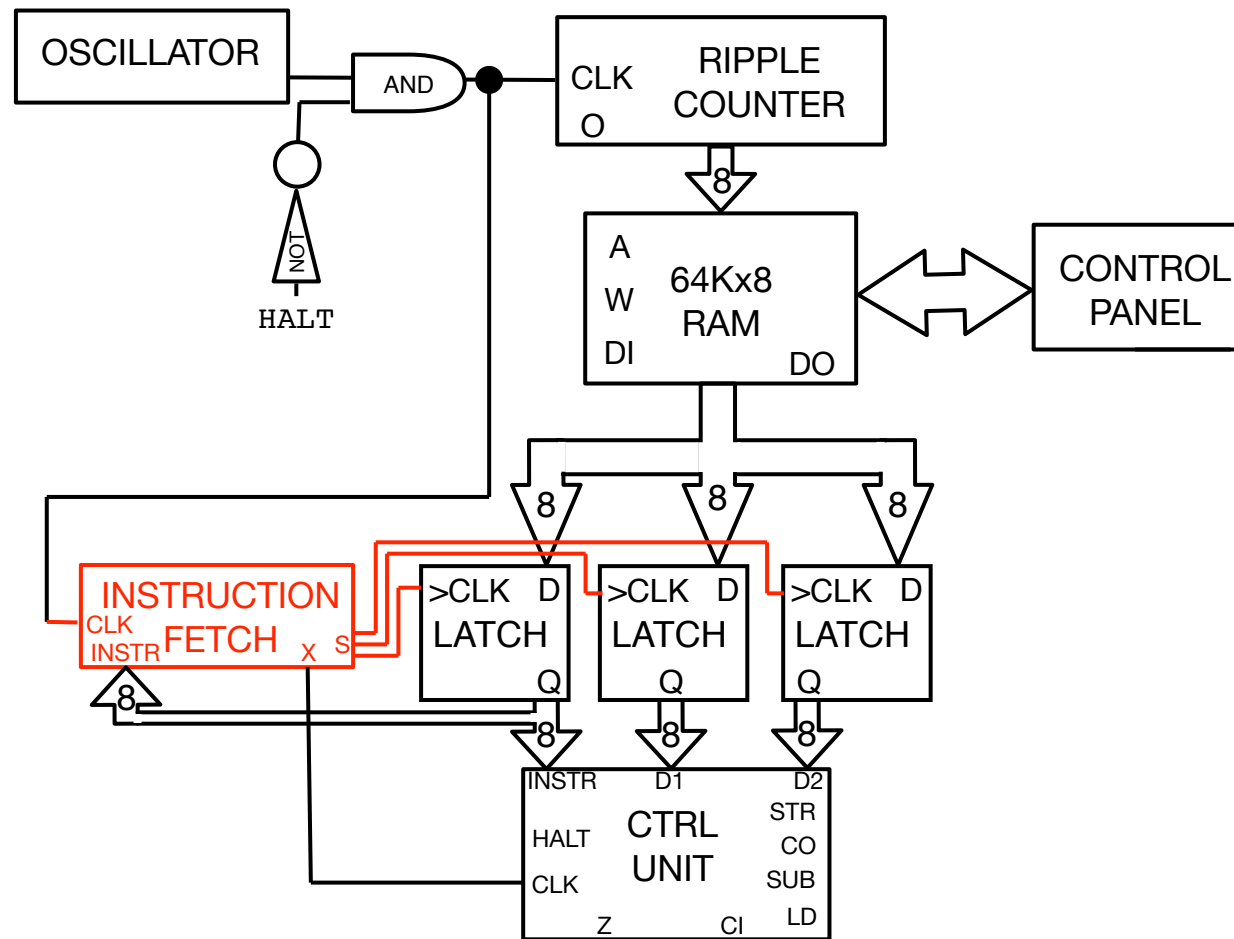 OSCILLATOR
AND
CLK
RIPPLE
COUNTER
O
8
NOT
HALT
A
W
DI
64Kx8
RAM
DO
CONTROL
PANEL
8
8
8
INSTRUCTION
FETCH
CLK
INSTR
X
S
>CLK D
LATCH
Q
>CLK D
LATCH
Q
>CLK D
LATCH
Q
8
8
8
8
INSTR
D1
D2
HALT
CLK
CTRL
UNIT
STR
CO
SUB
LD
Z
CI